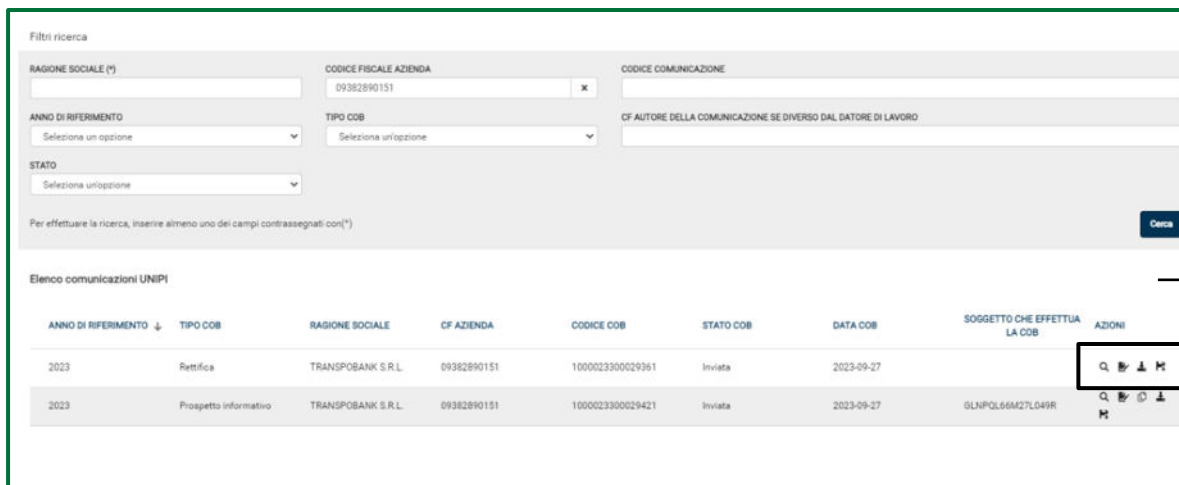 Filtri ricerca
RAGIONE SOCIALE (*) CODICE FISCALE AZIENDA CODICE COMUNICAZIONE
09382890151 x
ANNO DI RIFERIMENTO TIPO COB CF AUTORE DELLA COMUNICAZIONE SE DIVERSO DAL DATORE DI LAVORO
Seleziona un opzione Seleziona un'opzione
STATO
Seleziona un'opzione
Per effettuare la ricerca, inserire almeno uno dei campi contrassegnati con(*) Cerca
Elenco comunicazioni UNIPI
ANNO DI RIFERIMENTO ↓ TIPO COB RAGIONE SOCIALE CF AZIENDA CODICE COB STATO COB DATA COB SOGGETTO CHE EFFETTUA LA COB AZIONI
2023 Rettifica TRANSPOBANK S.R.L. 09382890151 1000023300029361 Inviata 2023-09-27
2023 Prospetto informativo TRANSPOBANK S.R.L. 09382890151 1000023300029421 Inviata 2023-09-27 GLNPQL66M27L049R